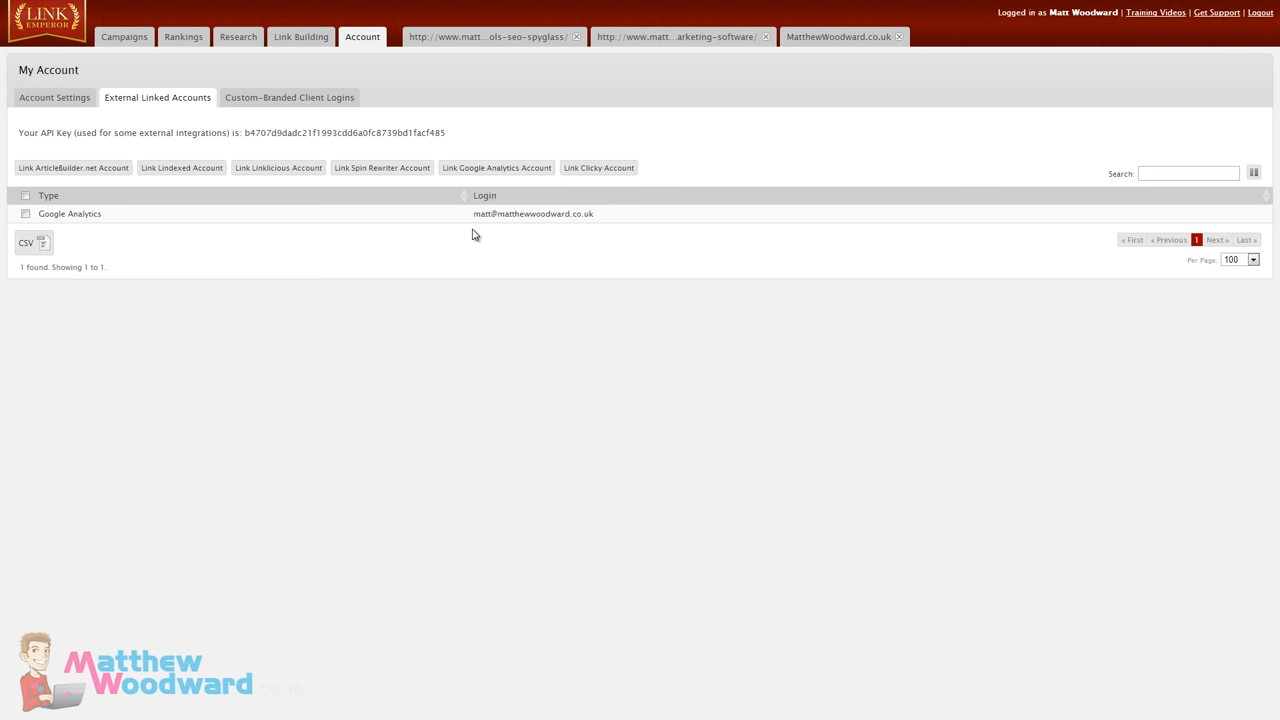 LINK
EMPEROR
Logged in as Matt Woodward | Training Videos | Get Support | Logout
Campaigns Rankings Research Link Building Account http://www.matt...ols-seo-spyglass/ http://www.matt...arketing-software/ MatthewWoodward.co.uk
My Account
Account Settings External Linked Accounts Custom-Branded Client Logins
Your API Key (used for some external integrations) is: b4707d9dadc21f1993cdd6a0fc8739bd1facf485
Link ArticleBuilder.net Account Link Lindexed Account Link Linklicious Account Link Spin Rewriter Account Link Google Analytics Account Link Clicky Account
Search:
Type Login
Google Analytics matt@matthewwoodward.co.uk
CSV
« First « Previous 1 Next » Last »
Per Page: 100
1 found. Showing 1 to 1.
Matthew
Woodward.co.uk